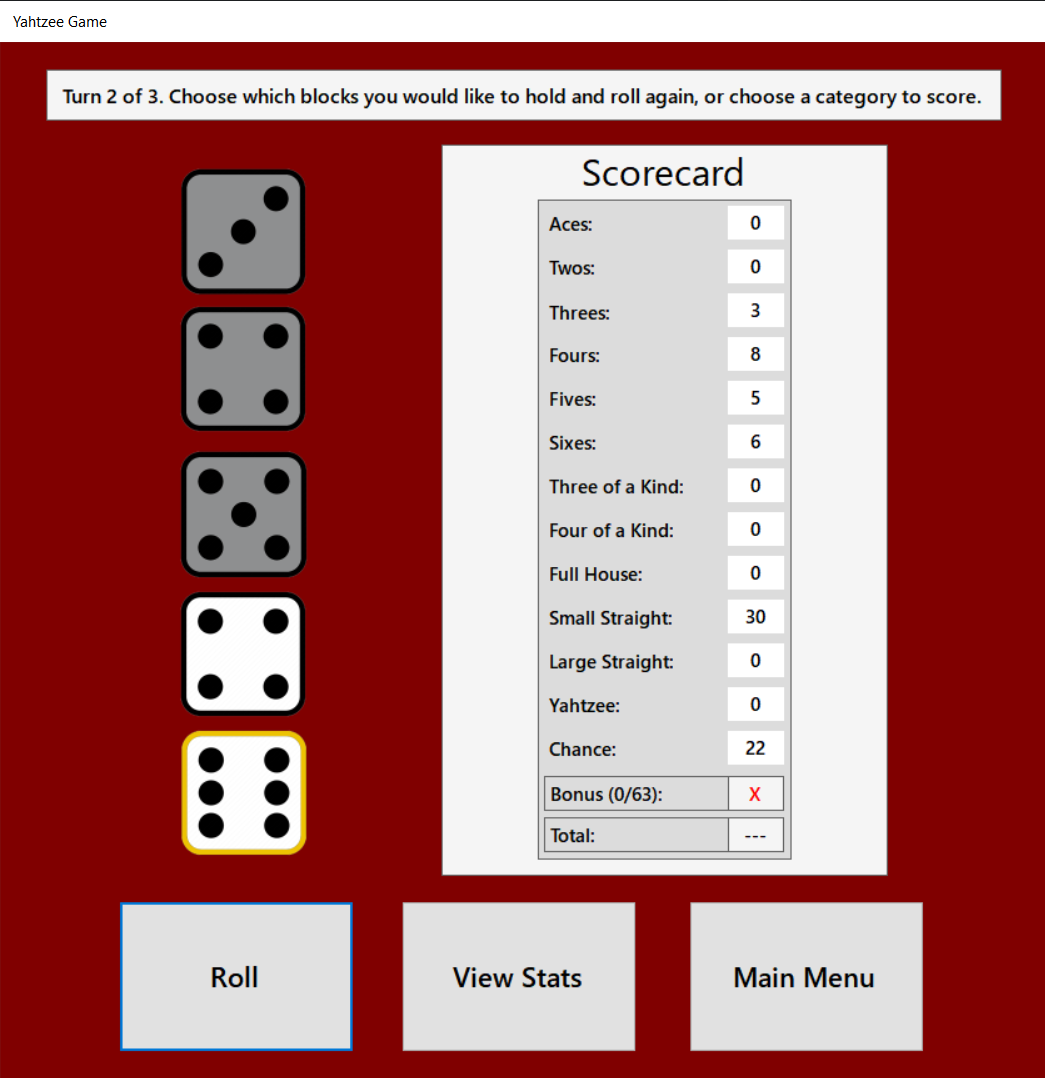 Yahtzee Game
Turn 2 of 3. Choose which blocks you would like to hold and roll again, or choose a category to score.
Scorecard
Aces: 0
Twos: 0
Threes: 3
Fours: 8
Fives: 5
Sixes: 6
Three of a Kind: 0
Four of a Kind: 0
Full House: 0
Small Straight: 30
Large Straight: 0
Yahtzee: 0
Chance: 22
Bonus (0/63): X
Total: ---
Roll View Stats Main Menu